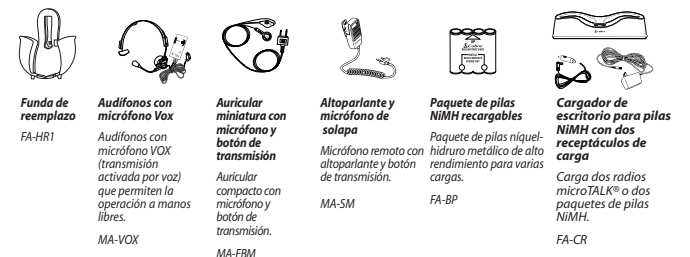 Cobra
Funda de
reemplazo
FA-HR1
Audífonos con
micrófono Vox
Audífonos con
micrófono VOX
(transmisión
activada por voz)
que permiten la
operación a manos
libres.
MA-VOX
Auricular
miniatura con
micrófono y
botón de
transmisión
Auricular
compacto con
micrófono y
botón de
transmisión.
MA-EBM
Altoparlante y
micrófono de
solapa
Micrófono remoto con
altoparlante y botón
de transmisión.
MA-SM
Paquete de pilas
NiMH recargables
Paquete de pilas níquel-
hidruro metálico de alto
rendimiento para varias
cargas.
FA-BP
Cargador de
escritorio para pilas
NiMH con dos
receptáculos de
carga
Carga dos radios
microTALK® o dos
paquetes de pilas
NiMH.
FA-CR